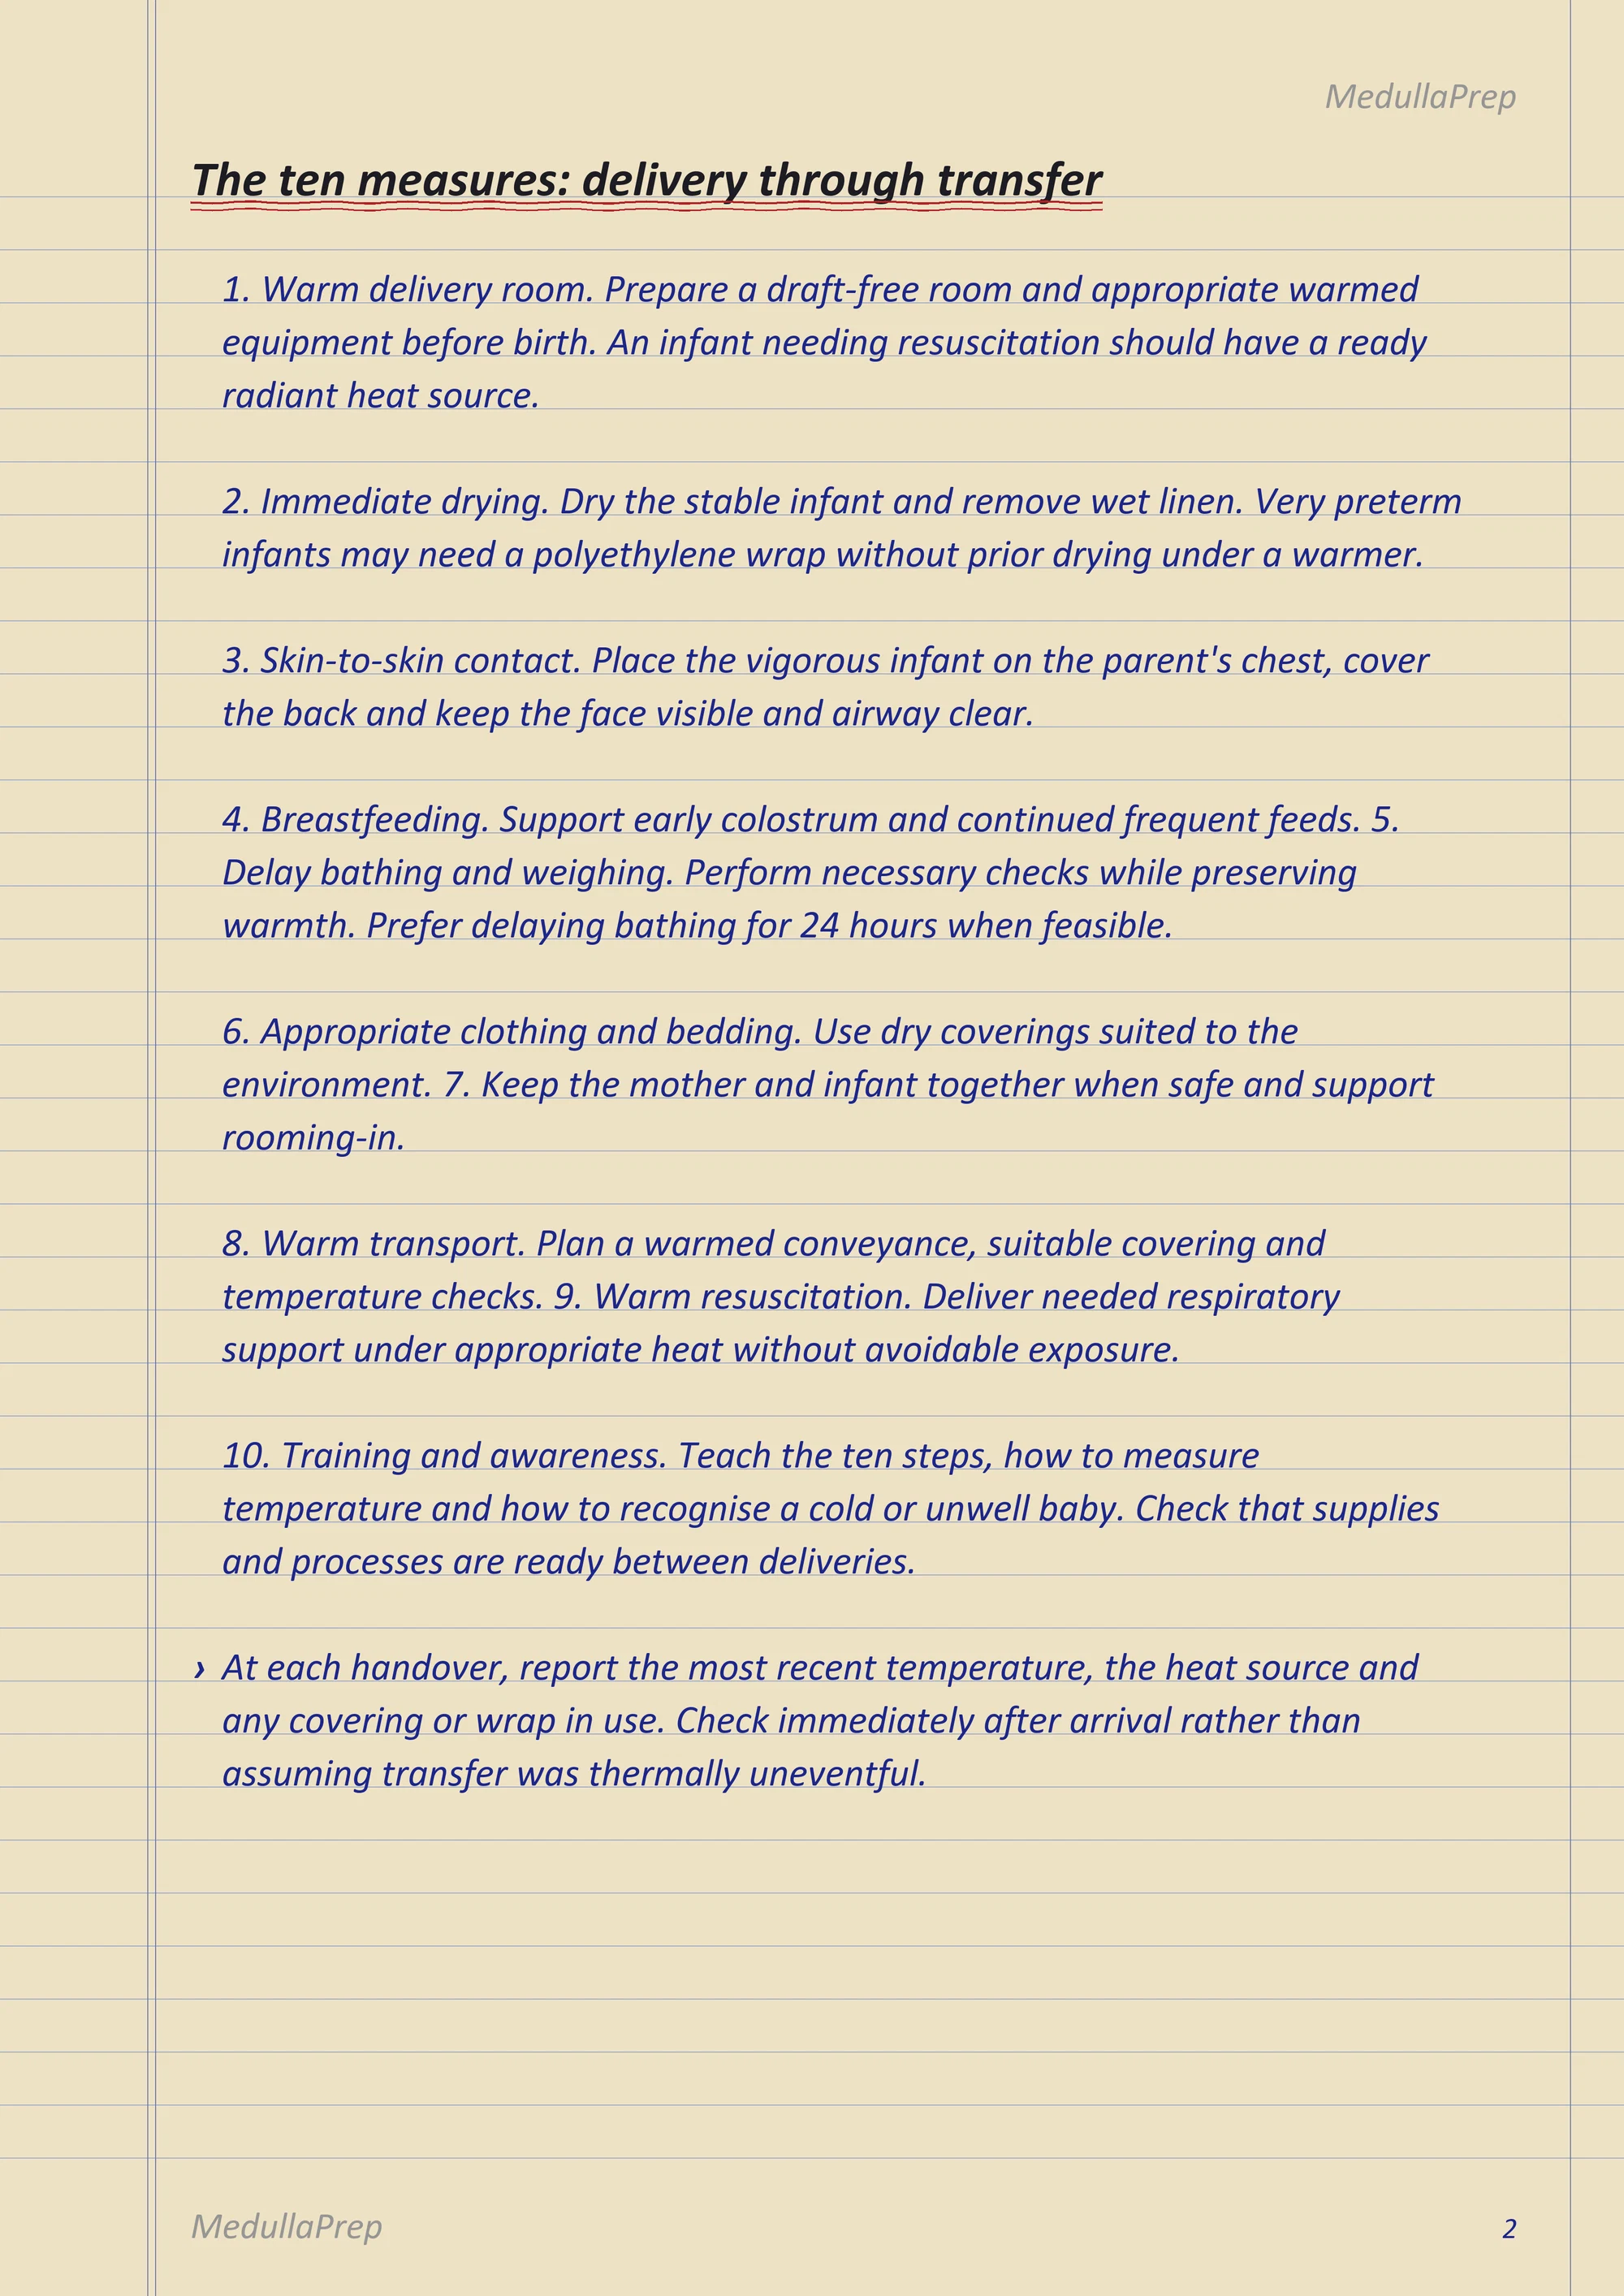 MedullaPrep
The ten measures: delivery through transfer
1. Warm delivery room. Prepare a draft-free room and appropriate warmed
equipment before birth. An infant needing resuscitation should have a ready
radiant heat source.
2. Immediate drying. Dry the stable infant and remove wet linen. Very preterm
infants may need a polyethylene wrap without prior drying under a warmer.
3. Skin-to-skin contact. Place the vigorous infant on the parent's chest, cover
the back and keep the face visible and airway clear.
4. Breastfeeding. Support early colostrum and continued frequent feeds. 5.
Delay bathing and weighing. Perform necessary checks while preserving
warmth. Prefer delaying bathing for 24 hours when feasible.
6. Appropriate clothing and bedding. Use dry coverings suited to the
environment. 7. Keep the mother and infant together when safe and support
rooming-in.
8. Warm transport. Plan a warmed conveyance, suitable covering and
temperature checks. 9. Warm resuscitation. Deliver needed respiratory
support under appropriate heat without avoidable exposure.
10. Training and awareness. Teach the ten steps, how to measure
temperature and how to recognise a cold or unwell baby. Check that supplies
and processes are ready between deliveries.
› At each handover, report the most recent temperature, the heat source and
any covering or wrap in use. Check immediately after arrival rather than
assuming transfer was thermally uneventful.
MedullaPrep
2